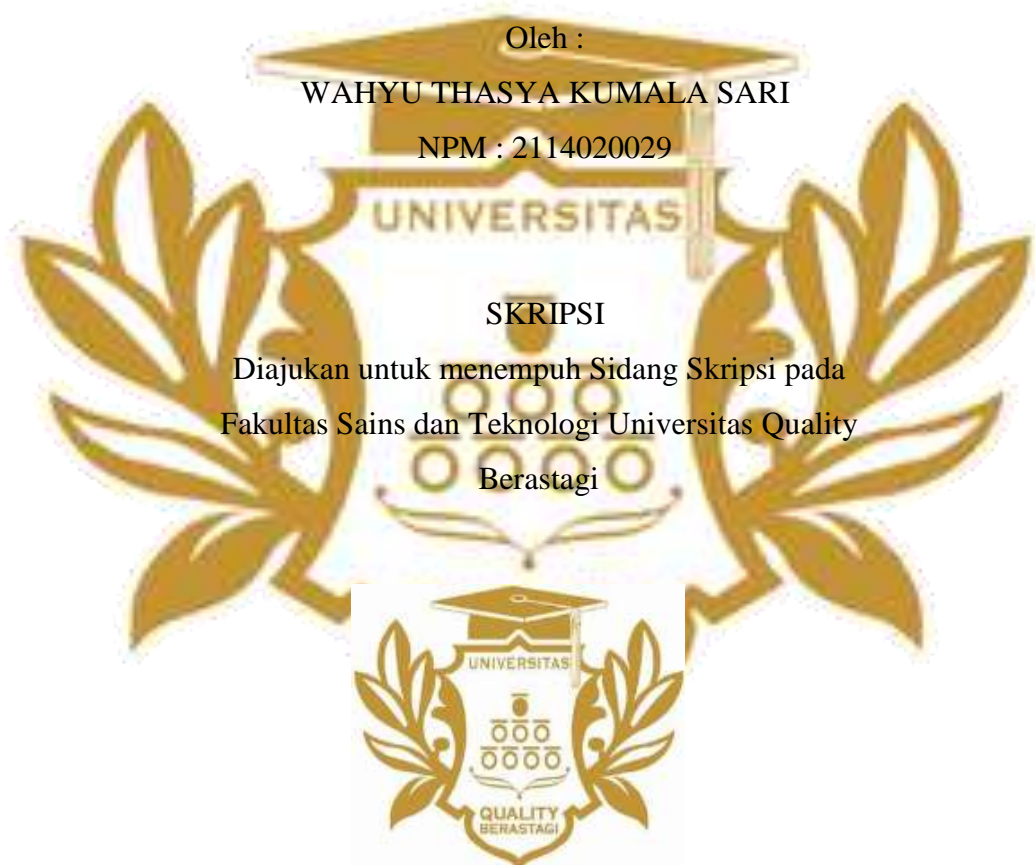 Oleh :
WAHYU THASYA KUMALA SARI
NPM : 2114020029
UNIVERSITAS
SKRIPSI
Diajukan untuk menempuh Sidang Skripsi pada
Fakultas Sains dan Teknologi Universitas Quality
Berastagi
UNIVERSITAS
QUALITY
BERASTAGI